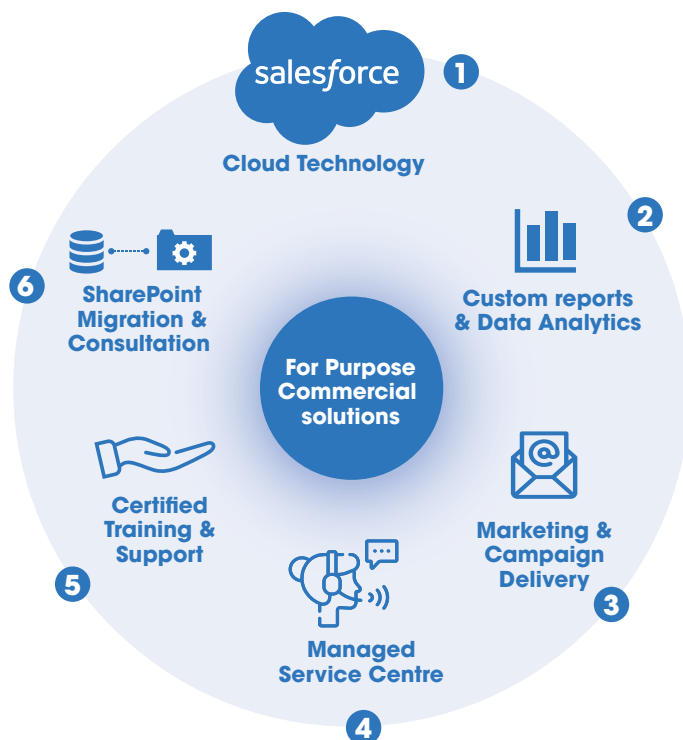 salesforce
1
Cloud Technology
2
Custom reports
& Data Analytics
@
Marketing &
Campaign
Delivery
3
Managed
Service Centre
4
Certified
Training &
Support
5
SharePoint
Migration &
Consultation
6
For Purpose
Commercial
solutions